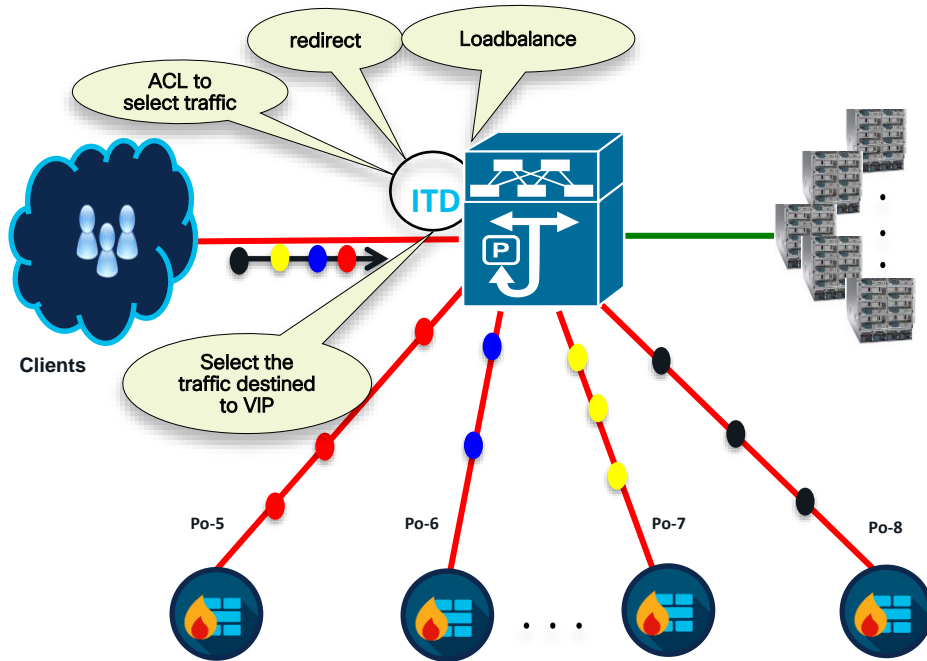 redirect
Loadbalance
ACL to
select traffic
ITD
P
Clients
Select the
traffic destined
to VIP
Po-5
Po-6
Po-7
Po-8